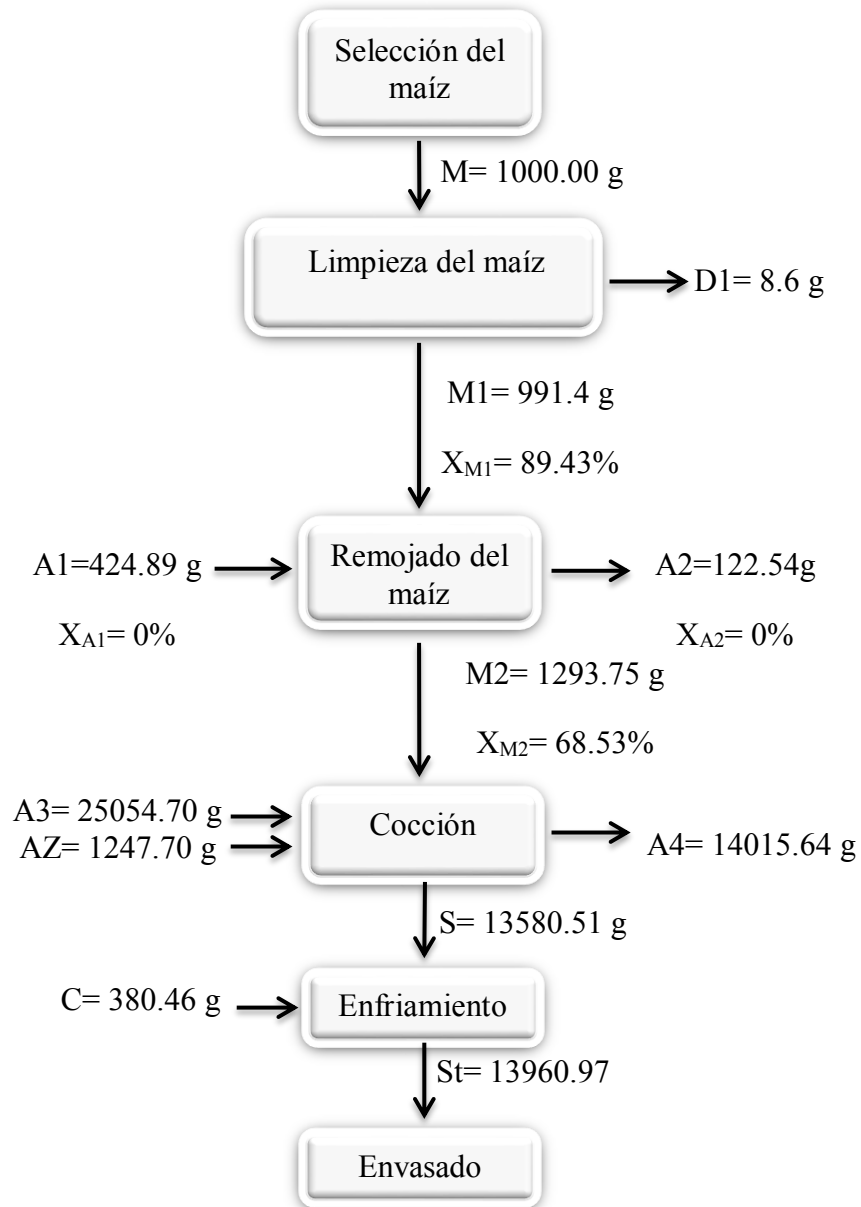 Selección del
maíz
M= 1000.00 g
Limpieza del maíz
D1= 8.6 g
M1= 991.4 g
XM1= 89.43%
A1=424.89 g
Remojado del
maíz
A2=122.54g
XA1= 0%
XA2= 0%
M2= 1293.75 g
XM2= 68.53%
A3= 25054.70 g
AZ= 1247.70 g
Cocción
A4= 14015.64 g
S= 13580.51 g
C= 380.46 g
Enfriamiento
St= 13960.97
Envasado